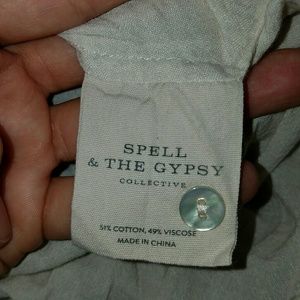 SPELL
& THE GYPSY
COLLECTIVE
51% COTTON, 49% VISCOSE
MADE IN CHINA